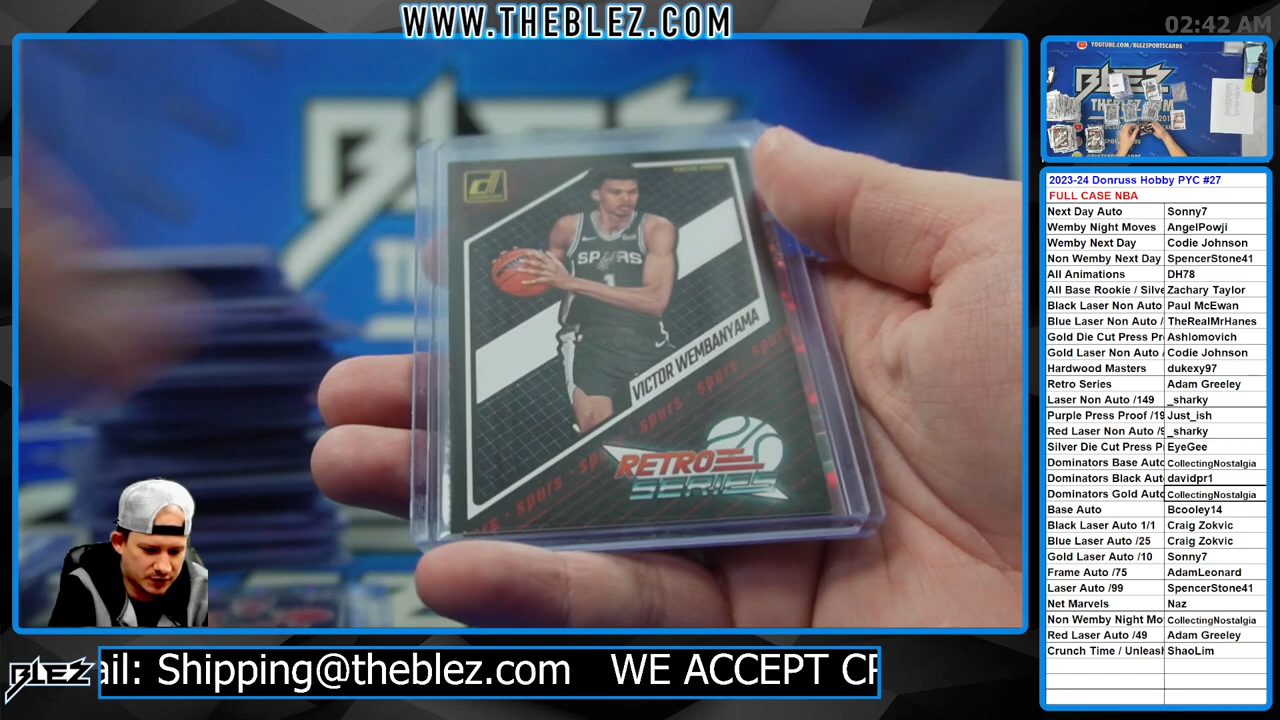 WWW.THEBLEZ.COM
02:42 AM
YOUTUBE.COM/BLEZSPORTSCARDS
BLEZ
SPURS
1
VICTOR WEMBANYAMA
spurs
spurs
spurs
RETRO
SERIES
2023-24 Donruss Hobby PYC #27
FULL CASE NBA
Next Day Auto Sonny7
Wemby Night Moves AngelPowji
Wemby Next Day Codie Johnson
Non Wemby Next Day SpencerStone41
All Animations DH78
All Base Rookie / Silve Zachary Taylor
Black Laser Non Auto Paul McEwan
Blue Laser Non Auto / TheRealMrHanes
Gold Die Cut Press Pr Ashlomovich
Gold Laser Non Auto / Codie Johnson
Hardwood Masters dukexy97
Retro Series Adam Greeley
Laser Non Auto /149 _sharky
Purple Press Proof /19 Just_ish
Red Laser Non Auto /9 _sharky
Silver Die Cut Press P EyeGee
Dominators Base Auto CollectingNostalgia
Dominators Black Aut davidpr1
Dominators Gold Auto CollectingNostalgia
Base Auto Bcooley14
Black Laser Auto 1/1 Craig Zokvic
Blue Laser Auto /25 Craig Zokvic
Gold Laser Auto /10 Sonny7
Frame Auto /75 AdamLeonard
Laser Auto /99 SpencerStone41
Net Marvels Naz
Non Wemby Night Mo CollectingNostalgia
Red Laser Auto /49 Adam Greeley
Crunch Time / Unleas ShaoLim
BLEZ
ail: Shipping@theblez.com WE ACCEPT CR